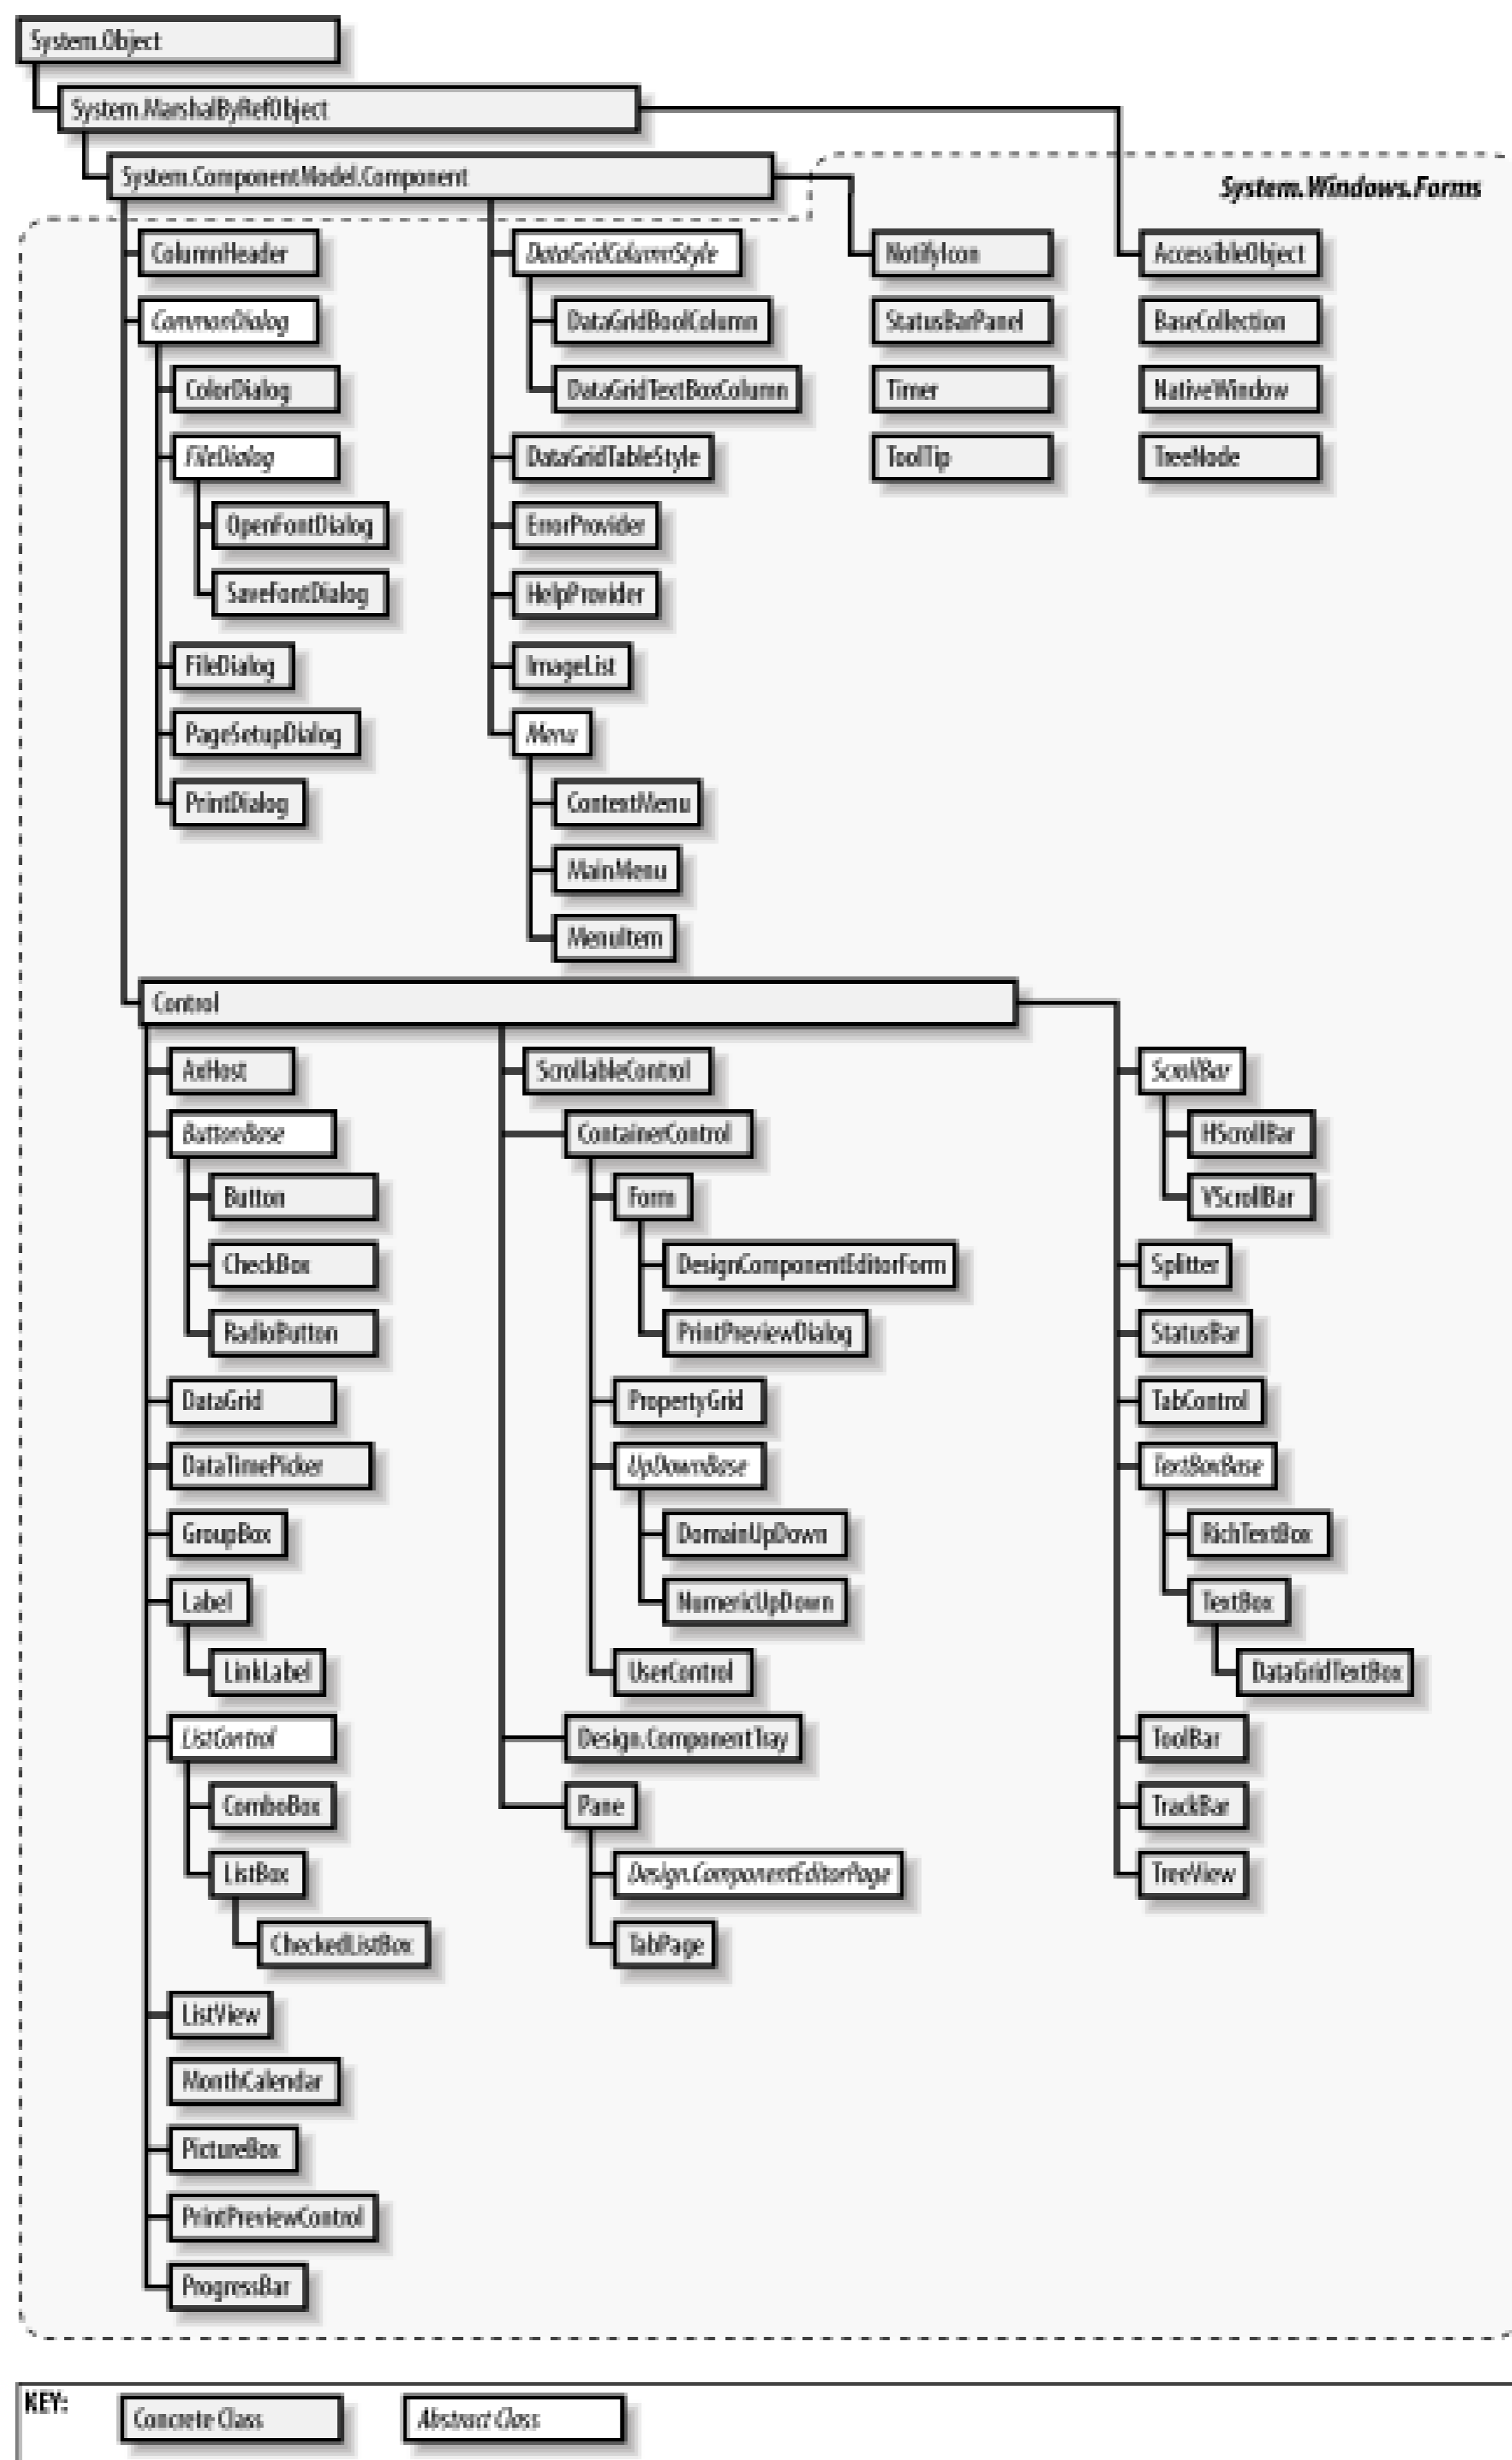 System.Object
System.MarshalByRefObject
System.ComponentModel.Component
System.Windows.Forms
ColumnHeader
CommonDialog
ColorDialog
FileDialog
OpenFontDialog
SaveFontDialog
FileDialog
PageSetupDialog
PrintDialog
DataGridColumnStyle
DataGridBoolColumn
DataGridTextBoxColumn
DataGridTableStyle
ErrorProvider
HelpProvider
ImageList
Menu
ContextMenu
MainMenu
MenuItem
NotifyIcon
StatusBarPanel
Timer
ToolTip
AccessibleObject
BaseCollection
NativeWindow
TreeNode
Control
AxHost
ButtonBase
Button
CheckBox
RadioButton
DataGrid
DataTimePicker
GroupBox
Label
LinkLabel
ListControl
ComboBox
ListBox
CheckedListBox
ListView
MonthCalendar
PictureBox
PrintPreviewControl
ProgressBar
ScrollableControl
ContainerControl
Form
DesignComponentEditorForm
PrintPreviewDialog
PropertyGrid
UpDownBase
DomainUpDown
NumericUpDown
UserControl
Design.ComponentTray
Pane
Design.ComponentEditorPage
TabPage
ScrollBar
HScrollBar
VScrollBar
Splitter
StatusBar
TabControl
TextBoxBase
RichTextBox
TextBox
DataGridTextBox
ToolBar
TrackBar
TreeView
KEY:
Concrete Class
Abstract Class